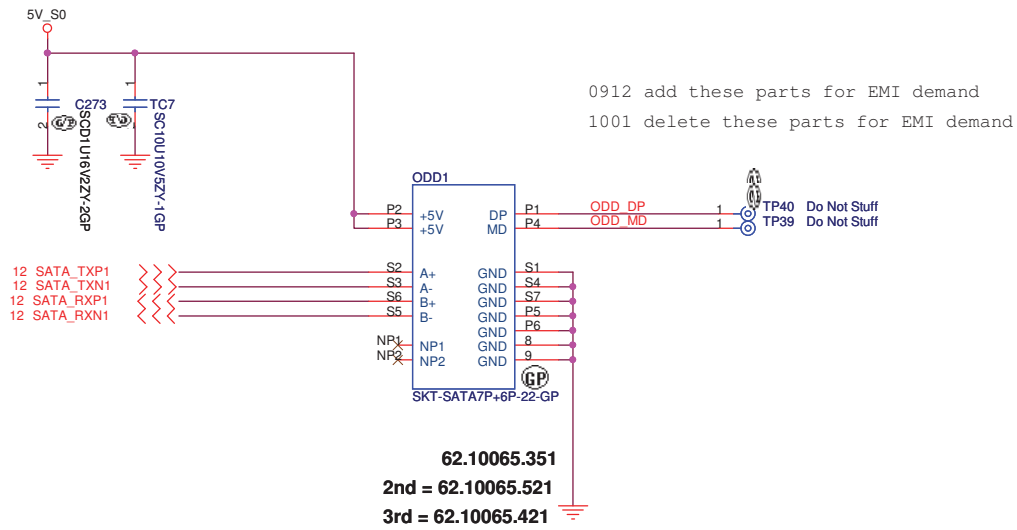 5V_S0
1
1
C273
TC7
2
SCD1U16V2ZY-2GP
SC10U10V5ZY-1GP
0912 add these parts for EMI demand
1001 delete these parts for EMI demand
ODD1
P2 +5V DP P1 ODD_DP 1 TP40 Do Not Stuff
P3 +5V MD P4 ODD_MD 1 TP39 Do Not Stuff
12 SATA_TXP1 S2 A+ GND S1
12 SATA_TXN1 S3 A- GND S4
12 SATA_RXP1 S6 B+ GND S7
12 SATA_RXN1 S5 B- GND P5
GND P6
NP1 NP1 GND 8
NP2 NP2 GND 9
GP
SKT-SATA7P+6P-22-GP
62.10065.351
2nd = 62.10065.521
3rd = 62.10065.421